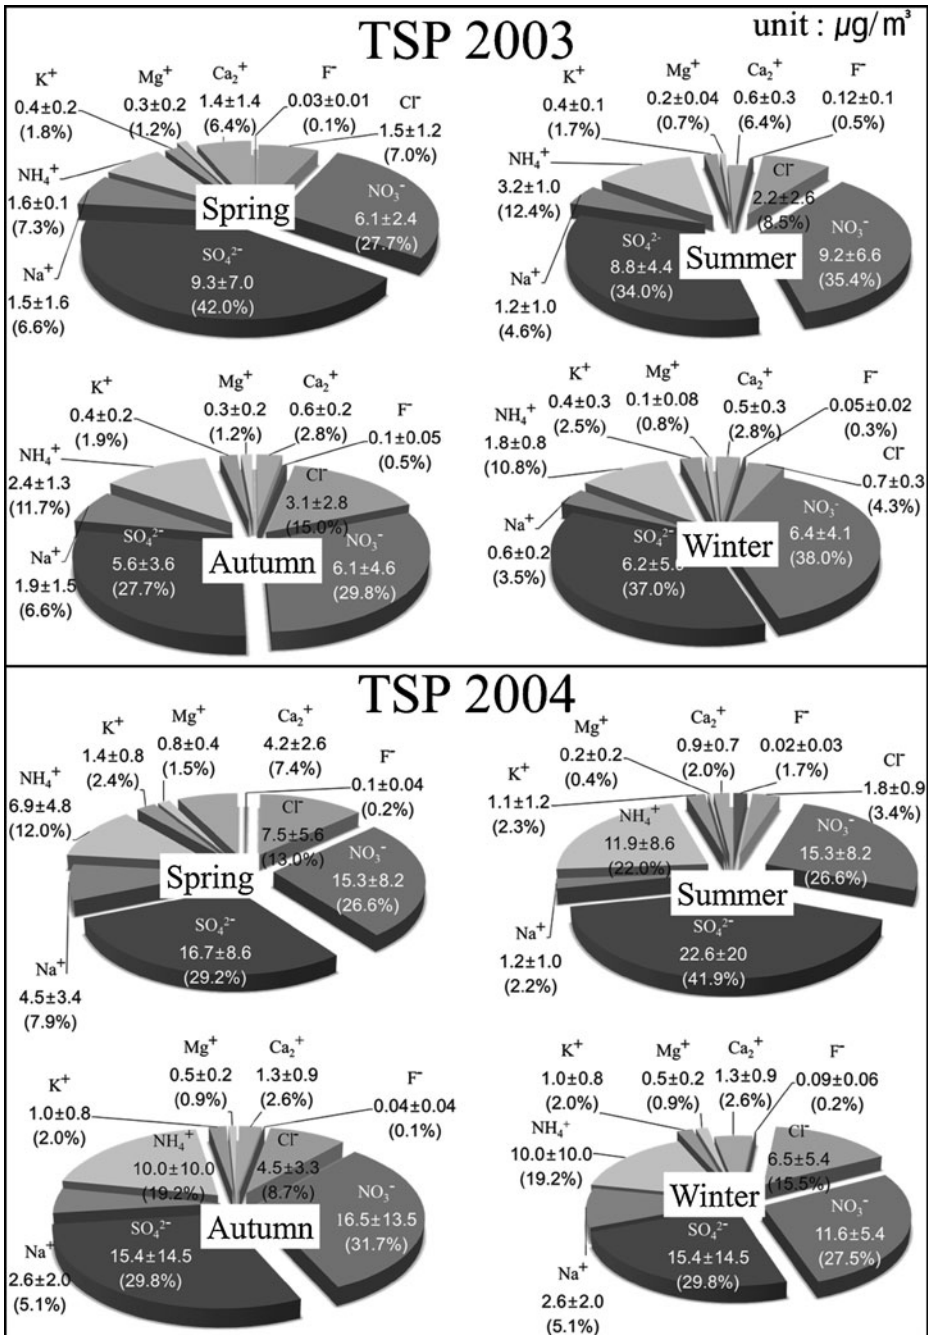 TSP 2003
unit : µg/m³
K⁺
0.4±0.2
(1.8%)
Mg⁺
0.3±0.2
(1.2%)
Ca₂⁺
1.4±1.4
(6.4%)
F⁻
0.03±0.01
(0.1%)
Cl⁻
1.5±1.2
(7.0%)
NH₄⁺
1.6±0.1
(7.3%)
NO₃⁻
6.1±2.4
(27.7%)
Spring
Na⁺
1.5±1.6
(6.6%)
SO₄²⁻
9.3±7.0
(42.0%)
K⁺
0.4±0.1
(1.7%)
Mg⁺
0.2±0.04
(0.7%)
Ca₂⁺
0.6±0.3
(6.4%)
F⁻
0.12±0.1
(0.5%)
NH₄⁺
3.2±1.0
(12.4%)
Cl⁻
2.2±2.6
(8.5%)
NO₃⁻
9.2±6.6
(35.4%)
Summer
Na⁺
1.2±1.0
(4.6%)
SO₄²⁻
8.8±4.4
(34.0%)
K⁺
0.4±0.2
(1.9%)
Mg⁺
0.3±0.2
(1.2%)
Ca₂⁺
0.6±0.2
(2.8%)
F⁻
0.1±0.05
(0.5%)
NH₄⁺
2.4±1.3
(11.7%)
Cl⁻
3.1±2.8
(15.0%)
NO₃⁻
6.1±4.6
(29.8%)
Autumn
Na⁺
1.9±1.5
(6.6%)
SO₄²⁻
5.6±3.6
(27.7%)
K⁺
0.4±0.3
(2.5%)
Mg⁺
0.1±0.08
(0.8%)
Ca₂⁺
0.5±0.3
(2.8%)
F⁻
0.05±0.02
(0.3%)
NH₄⁺
1.8±0.8
(10.8%)
Cl⁻
0.7±0.3
(4.3%)
NO₃⁻
6.4±4.1
(38.0%)
Winter
Na⁺
0.6±0.2
(3.5%)
SO₄²⁻
(37.0%)
TSP 2004
K⁺
1.4±0.8
(2.4%)
Mg⁺
0.8±0.4
(1.5%)
Ca₂⁺
4.2±2.6
(7.4%)
F⁻
0.1±0.04
(0.2%)
NH₄⁺
6.9±4.8
(12.0%)
Cl⁻
7.5±5.6
(13.0%)
NO₃⁻
15.3±8.2
(26.6%)
Spring
Na⁺
4.5±3.4
(7.9%)
SO₄²⁻
16.7±8.6
(29.2%)
K⁺
1.1±1.2
(2.3%)
Mg⁺
0.2±0.2
(0.4%)
Ca₂⁺
0.9±0.7
(2.0%)
F⁻
0.02±0.03
(1.7%)
Cl⁻
1.8±0.9
(3.4%)
NH₄⁺
11.9±8.6
(22.0%)
NO₃⁻
15.3±8.2
(26.6%)
Summer
Na⁺
1.2±1.0
(2.2%)
SO₄²⁻
22.6±20
(41.9%)
K⁺
1.0±0.8
(2.0%)
Mg⁺
0.5±0.2
(0.9%)
Ca₂⁺
1.3±0.9
(2.6%)
F⁻
0.04±0.04
(0.1%)
NH₄⁺
10.0±10.0
(19.2%)
Cl⁻
4.5±3.3
(8.7%)
NO₃⁻
16.5±13.5
(31.7%)
Autumn
Na⁺
2.6±2.0
(5.1%)
SO₄²⁻
15.4±14.5
(29.8%)
K⁺
1.0±0.8
(2.0%)
Mg⁺
0.5±0.2
(0.9%)
Ca₂⁺
1.3±0.9
(2.6%)
F⁻
0.09±0.06
(0.2%)
NH₄⁺
10.0±10.0
(19.2%)
Cl⁻
6.5±5.4
(15.5%)
NO₃⁻
11.6±5.4
(27.5%)
Winter
Na⁺
2.6±2.0
(5.1%)
SO₄²⁻
15.4±14.5
(29.8%)